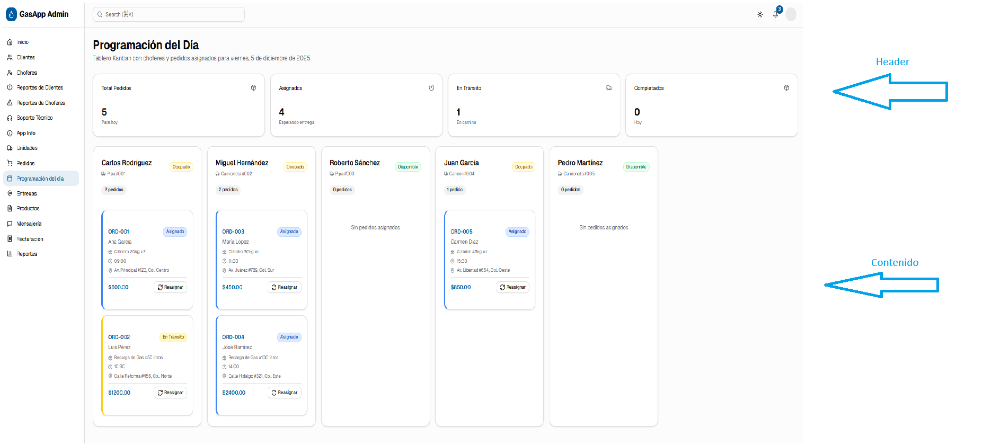 GasApp Admin
Search (⌘K)
3
Inicio
Clientes
Choferes
Reportes de Clientes
Reportes de Choferes
Soporte Técnico
App Info
Unidades
Pedidos
Programación del día
Entregas
Productos
Mensajería
Facturación
Reportes
Programación del Día
Tablero Kanban con choferes y pedidos asignados para viernes, 5 de diciembre de 2025
Total Pedidos
5
Para hoy
Asignados
4
Esperando entrega
En Tránsito
1
En camino
Completados
0
Hoy
Carlos Rodríguez
Ocupado
Pipa #001
2 pedidos
ORD-001
Asignado
Ana García
Cilindro 20kg x2
09:00
Av. Principal #123, Col. Centro
$600.00
Reasignar
ORD-002
En Tránsito
Luis Pérez
Recarga de Gas x50 litros
10:30
Calle Reforma #456, Col. Norte
$1200.00
Reasignar
Miguel Hernández
Ocupado
Camioneta #002
2 pedidos
ORD-003
Asignado
María López
Cilindro 30kg x1
11:00
Av. Juárez #789, Col. Sur
$450.00
Reasignar
ORD-004
Asignado
José Ramírez
Recarga de Gas x100 litros
14:00
Calle Hidalgo #321, Col. Este
$2400.00
Reasignar
Roberto Sánchez
Disponible
Pipa #003
0 pedidos
Sin pedidos asignados
Juan García
Ocupado
Camión #004
1 pedido
ORD-005
Asignado
Carmen Díaz
Cilindro 45kg x1
15:30
Av. Libertad #654, Col. Oeste
$850.00
Reasignar
Pedro Martínez
Disponible
Camioneta #005
0 pedidos
Sin pedidos asignados
Header
Contenido